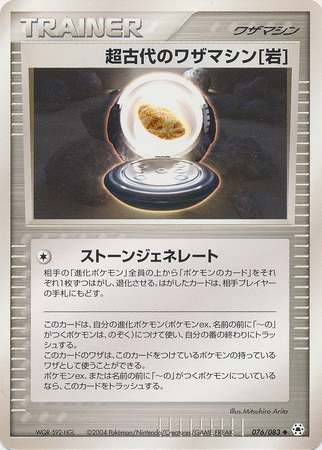 TRAINER
ワザマシン
超古代のワザマシン[岩]
ストーンジェネレート
相手の「進化ポケモン」全員の上から「ポケモンのカード」をそ
れぞれ1枚ずつはがし、退化させる。はがしたカードは、相手プレイヤー
の手札にもどす。
このカードは、自分の進化ポケモン(ポケモンex、名前の前に「〜の」
がつくポケモンは、のぞく)につけて使い、自分の番の終わりにトラッ
シュする。
このカードのワザは、このカードをつけているポケモンの持っている
ワザとして使うことができる。
ポケモンex、または名前の前に「〜の」がついているポケモンについている
なら、このカードをトラッシュする。
Illus.Mitsuhiro Arita
WQR-592-HGL
©2004 Pokémon/Nintendo/Creatures/GAME FREAK
076/083